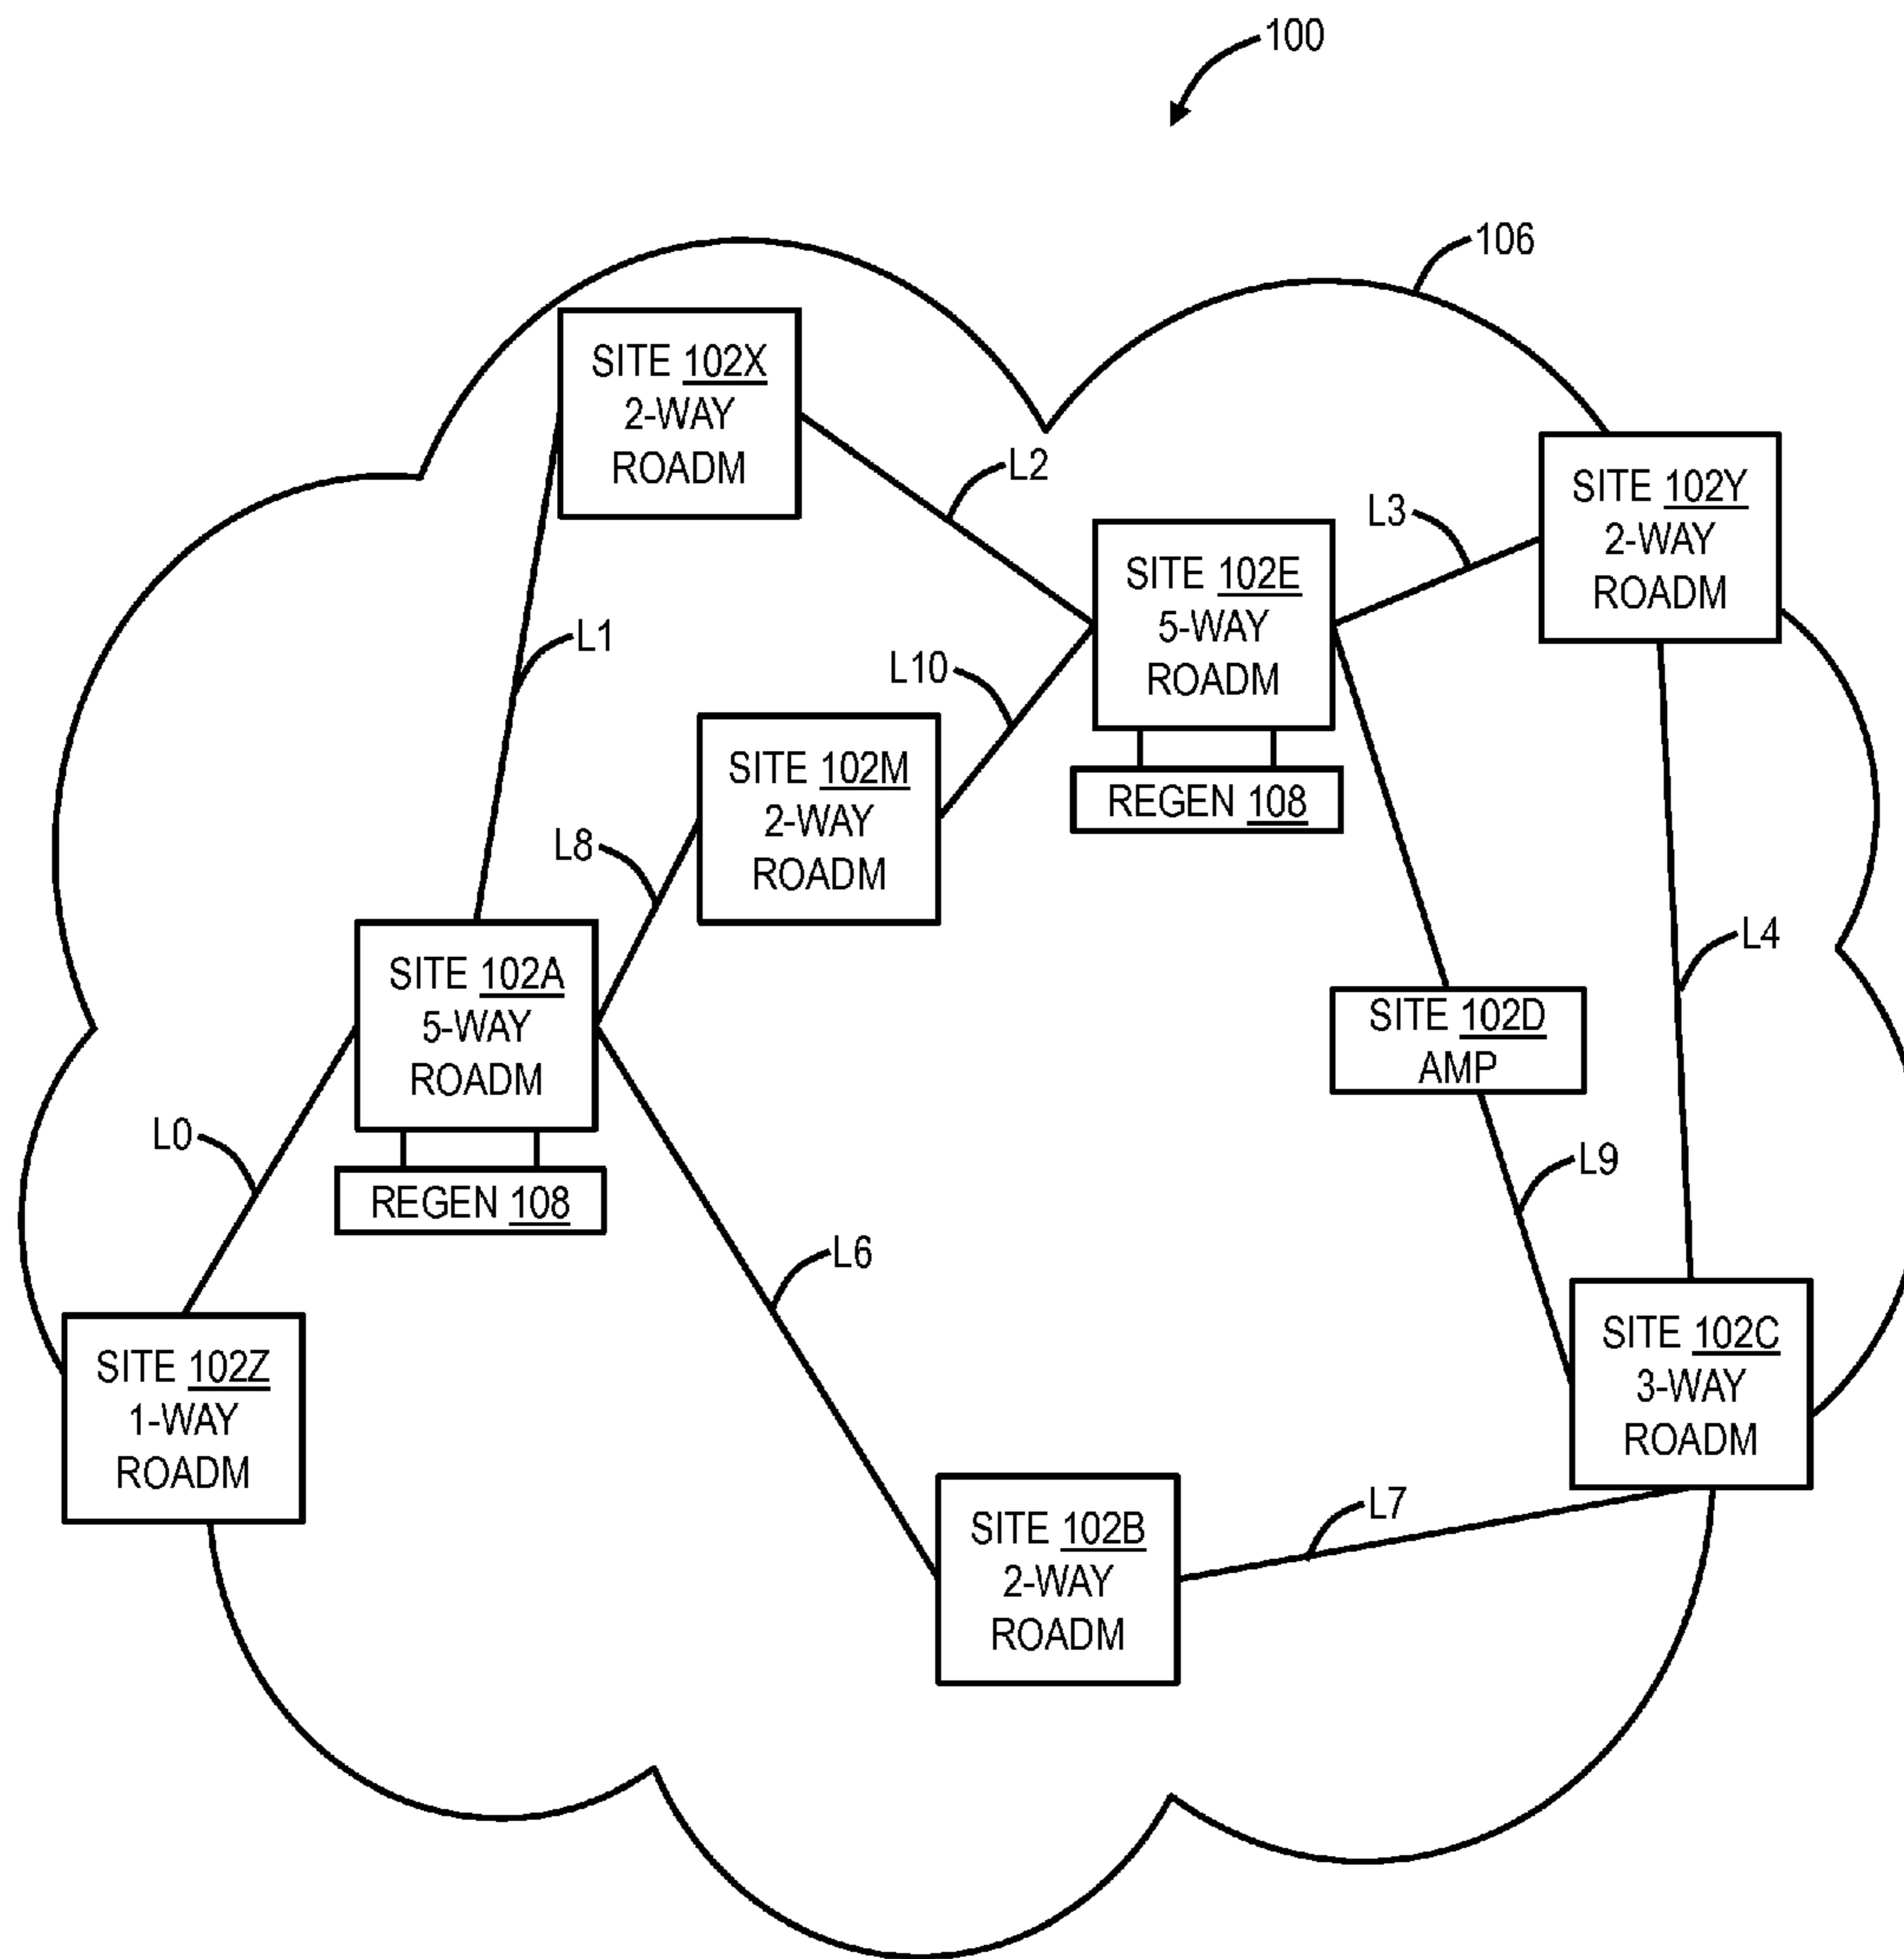 100
106
SITE 102X
2-WAY
ROADM
L2
SITE 102Y
2-WAY
ROADM
L3
SITE 102E
5-WAY
ROADM
L1
L10
SITE 102M
2-WAY
ROADM
REGEN 108
L8
L4
SITE 102A
5-WAY
ROADM
SITE 102D
AMP
L0
L9
REGEN 108
L6
SITE 102Z
1-WAY
ROADM
SITE 102C
3-WAY
ROADM
L7
SITE 102B
2-WAY
ROADM